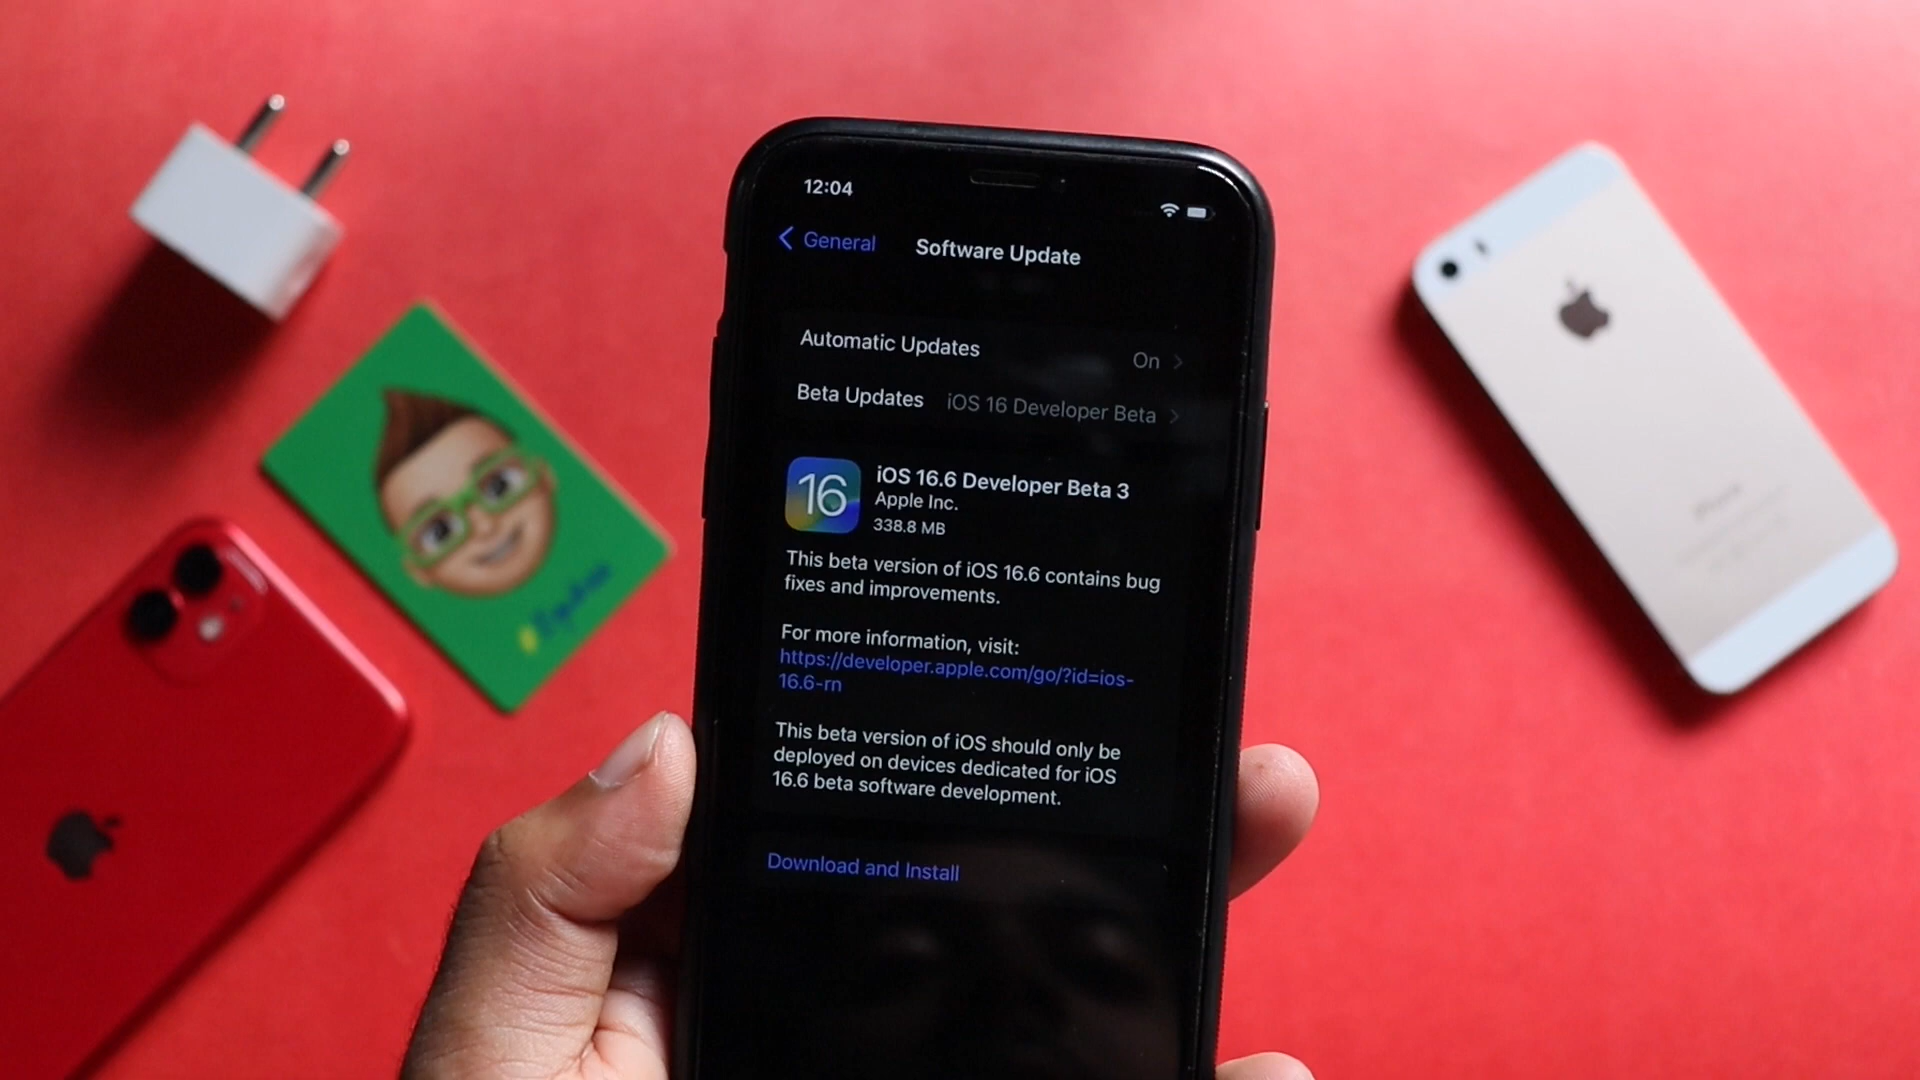 12:04
General
Software Update
Automatic Updates
On
Beta Updates
iOS 16 Developer Beta
16
iOS 16.6 Developer Beta 3
Apple Inc.
338.8 MB
This beta version of iOS 16.6 contains bug
fixes and improvements.
For more information, visit:
https://developer.apple.com/go/?id=ios-
16.6-rn
This beta version of iOS should only be
deployed on devices dedicated for iOS
16.6 beta software development.
Download and Install
iPhone